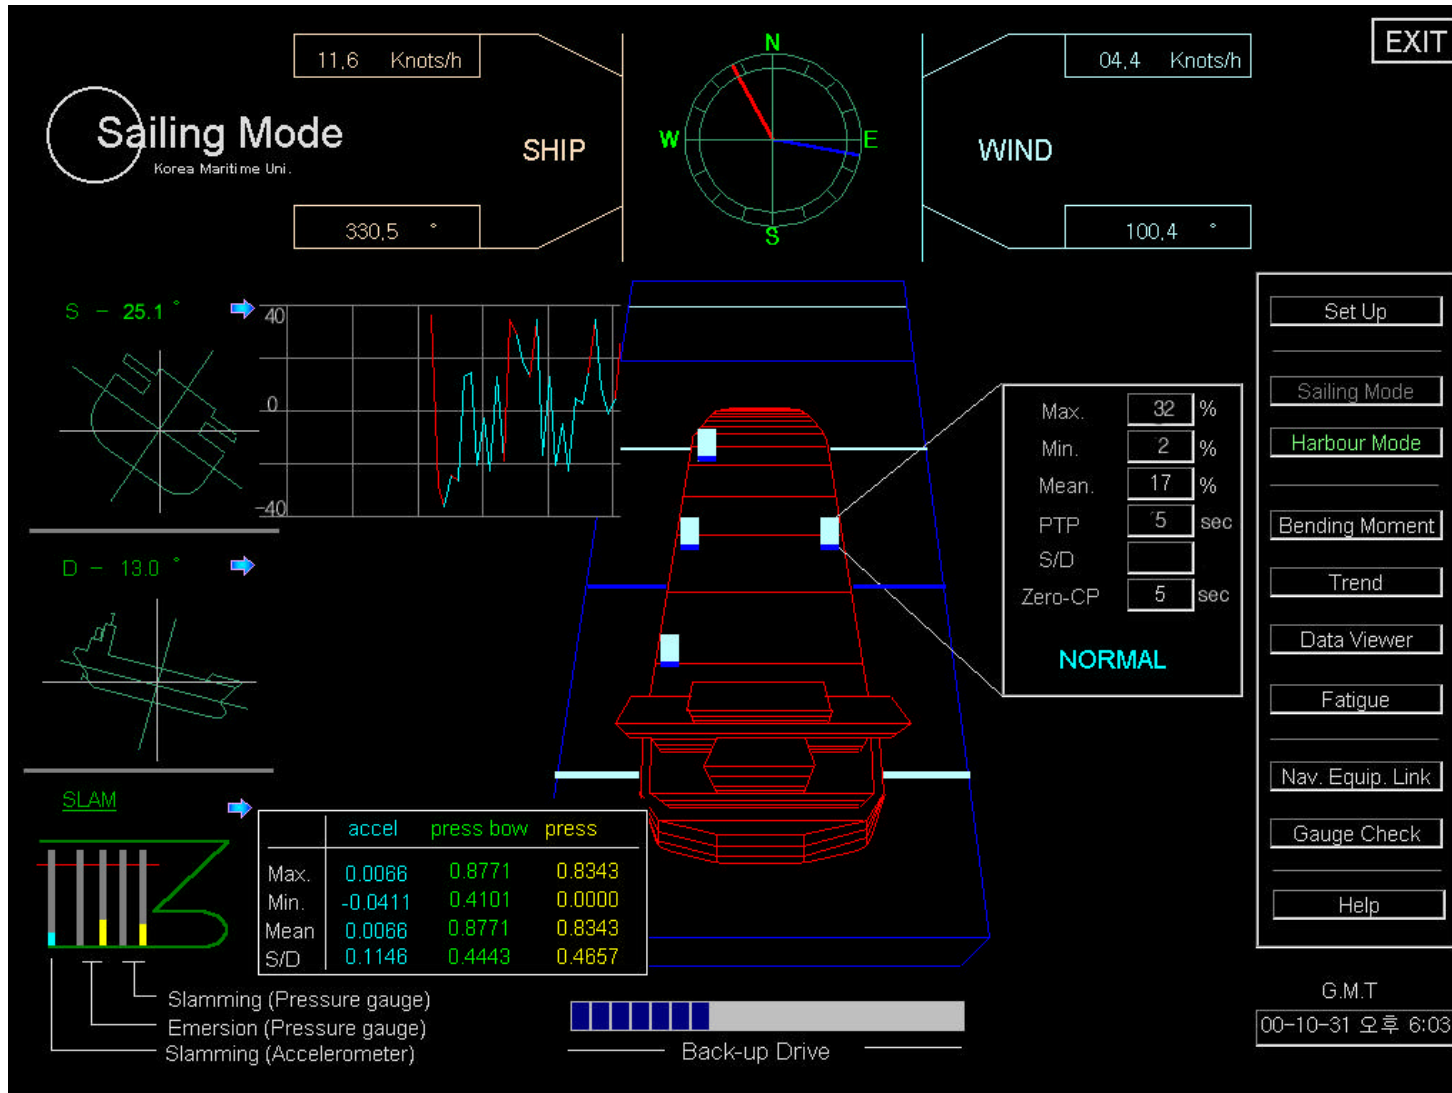 EXIT
11,6 Knots/h
N
04,4 Knots/h
Sailing Mode
Korea Maritime Uni.
SHIP
W
E
WIND
330,5 °
S
100,4 °
S - 25.1 °
40
0
-40
D - 13.0 °
SLAM
accel press bow press
Max. 0.0066 0.8771 0.8343
Min. -0.0411 0.4101 0.0000
Mean 0.0066 0.8771 0.8343
S/D 0.1146 0.4443 0.4657
Slamming (Pressure gauge)
Emersion (Pressure gauge)
Slamming (Accelerometer)
Back-up Drive
Max. 32 %
Min. 2 %
Mean. 17 %
PTP 5 sec
S/D
Zero-CP 5 sec
NORMAL
Set Up
Sailing Mode
Harbour Mode
Bending Moment
Trend
Data Viewer
Fatigue
Nav. Equip. Link
Gauge Check
Help
G.M.T
00-10-31 오후 6:03